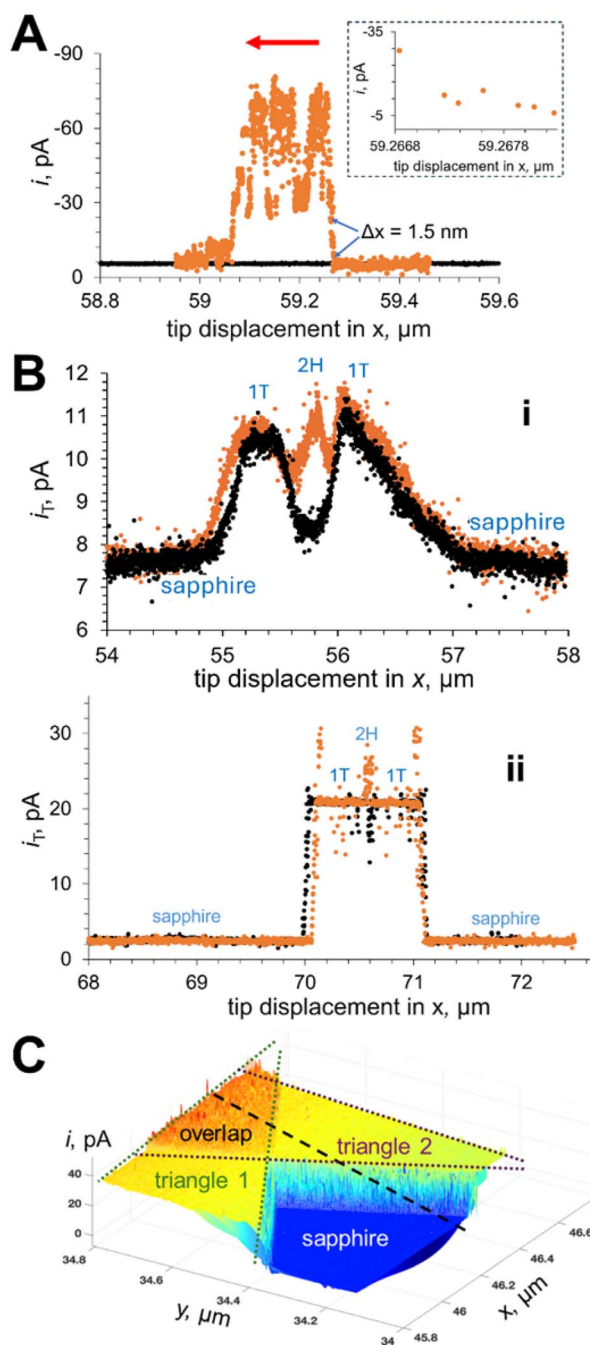 A
-90
-60
-30
0
i, pA
58.8 59 59.2 59.4 59.6
tip displacement in x, µm
Δx = 1.5 nm
-35
i, pA
-5
59.2668 59.2678
tip displacement in x, µm
B
12
11
10
9
8
7
6
iT, pA
1T 2H 1T
i
sapphire
sapphire
54 55 56 57 58
tip displacement in x, µm
30
20
10
0
iT, pA
2H
1T 1T
ii
sapphire sapphire
68 69 70 71 72
tip displacement in x, µm
C
i, pA
40
20
0
overlap
triangle 2
triangle 1
sapphire
34.8 34.6 34.4 34.2 34
y, µm
45.8 46 46.2 46.4 46.6
x, µm